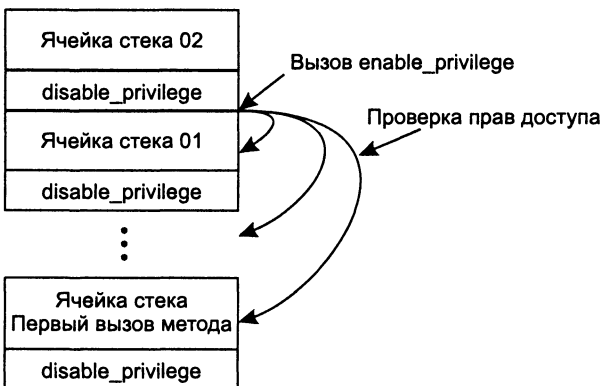 Ячейка стека 02
disable_privilege
Вызов enable_privilege
Проверка прав доступа
Ячейка стека 01
disable_privilege
Ячейка стека
Первый вызов метода
disable_privilege